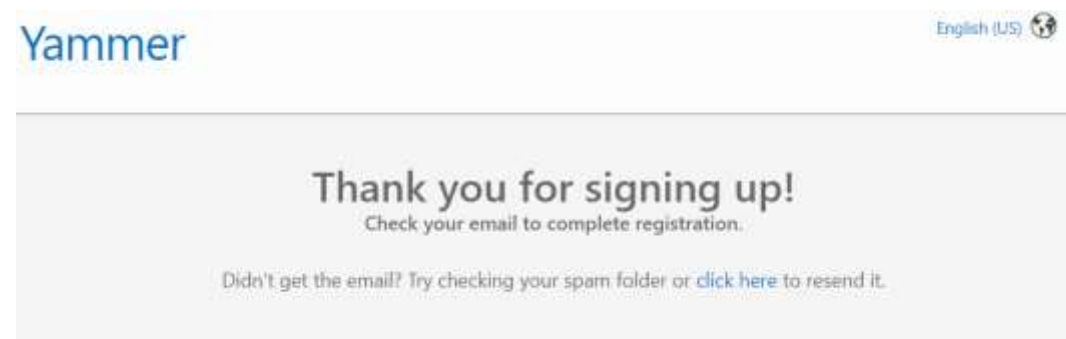 Yammer
English (US)
Thank you for signing up!
Check your email to complete registration.
Didn't get the email? Try checking your spam folder or click here to resend it.